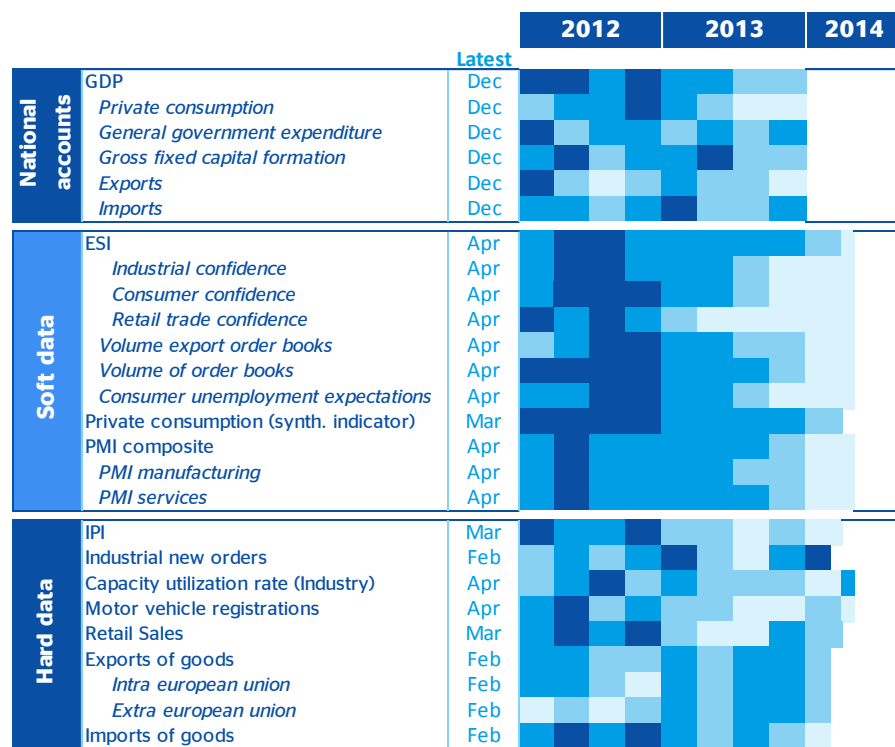 2012 2013 2014
Latest
National accounts
GDP Dec
Private consumption Dec
General government expenditure Dec
Gross fixed capital formation Dec
Exports Dec
Imports Dec
Soft data
ESI Apr
Industrial confidence Apr
Consumer confidence Apr
Retail trade confidence Apr
Volume export order books Apr
Volume of order books Apr
Consumer unemployment expectations Apr
Private consumption (synth. indicator) Mar
PMI composite Apr
PMI manufacturing Apr
PMI services Apr
Hard data
IPI Mar
Industrial new orders Feb
Capacity utilization rate (Industry) Apr
Motor vehicle registrations Apr
Retail Sales Mar
Exports of goods Feb
Intra european union Feb
Extra european union Feb
Imports of goods Feb